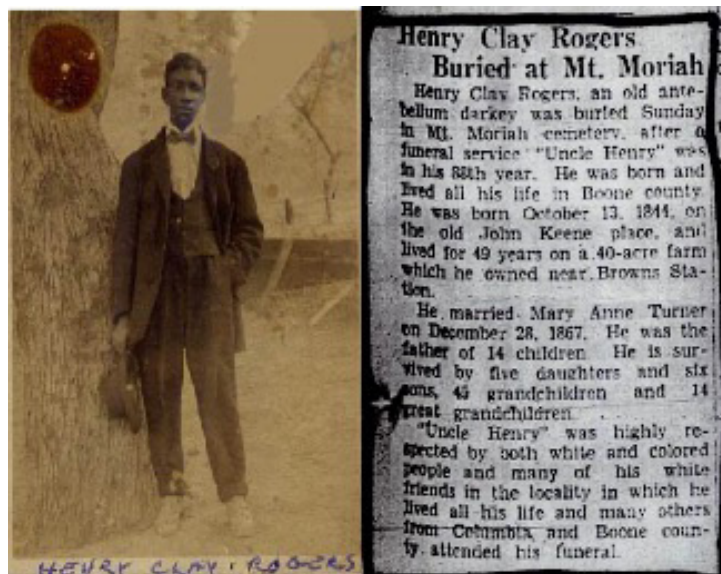 HENRY CLAY ROGERS
Henry Clay Rogers
Buried at Mt. Moriah
Henry Clay Rogers, an old ante-
bellum darkey was buried Sunday
in Mt. Moriah cemetery, after a
funeral service "Uncle Henry" was
in his 88th year. He was born and
lived all his life in Boone county.
He was born October 13, 1844, on
the old John Keene place, and
lived for 49 years on a 40-acre farm
which he owned near Browns Sta-
tion.
He married Mary Anne Turner
on December 28, 1867. He was the
father of 14 children. He is sur-
vived by five daughters and six
sons, 45 grandchildren and 14
great grandchildren.
"Uncle Henry" was highly re-
spected by both white and colored
people and many of his white
friends in the locality in which he
lived all his life and many others
from Columbia and Boone coun-
ty attended his funeral.